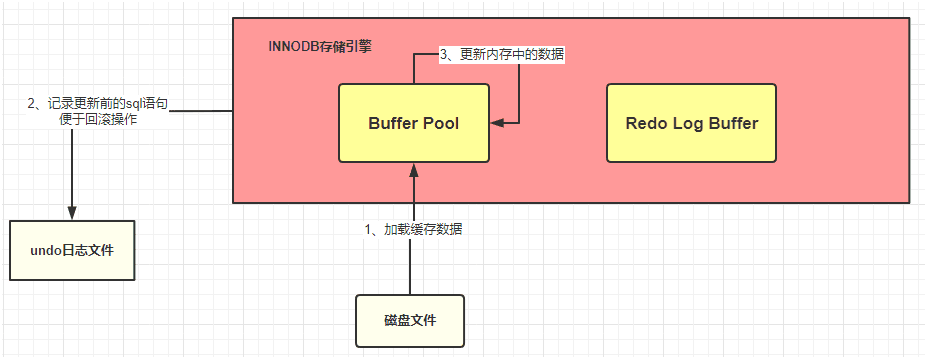 INNODB存储引擎
3、更新内存中的数据
2、记录更新前的sql语句
便于回滚操作
Buffer Pool
Redo Log Buffer
1、加载缓存数据
undo日志文件
磁盘文件